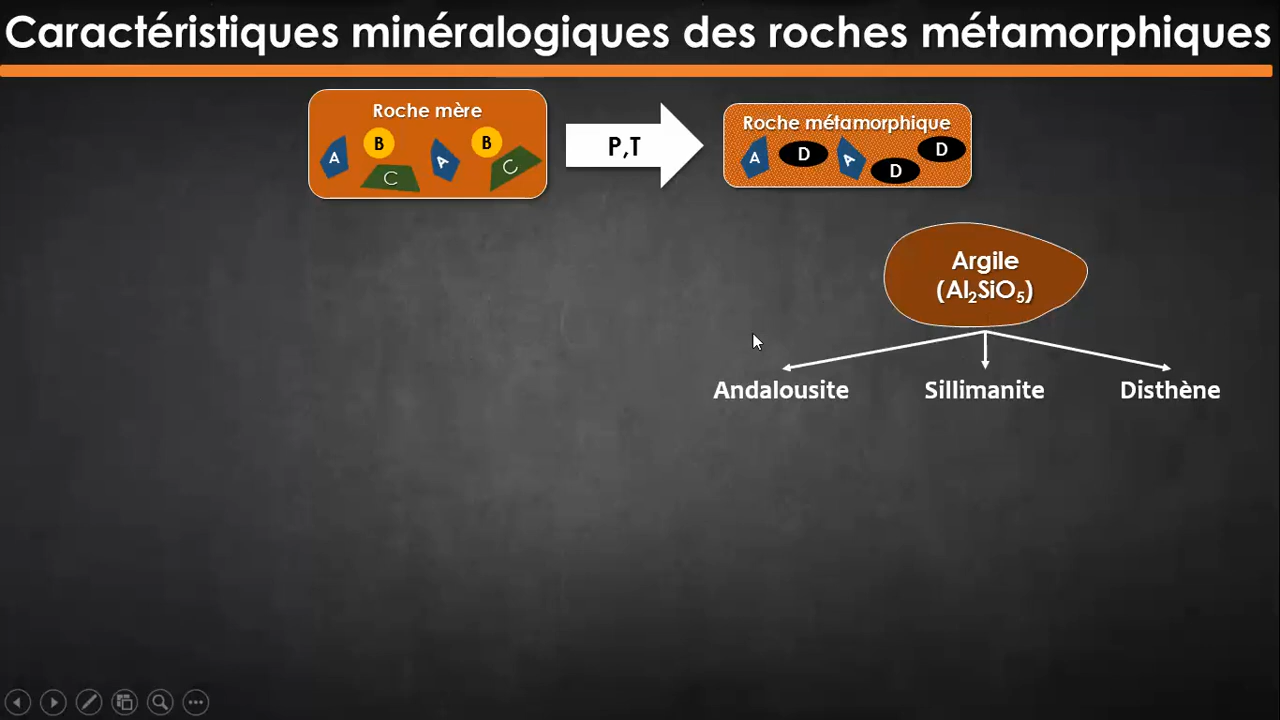 Caractéristiques minéralogiques des roches métamorphiques
Roche mère
A B A B C C
P,T
Roche métamorphique
A D A D D
Argile
(Al₂SiO₅)
Andalousite Sillimanite Disthène